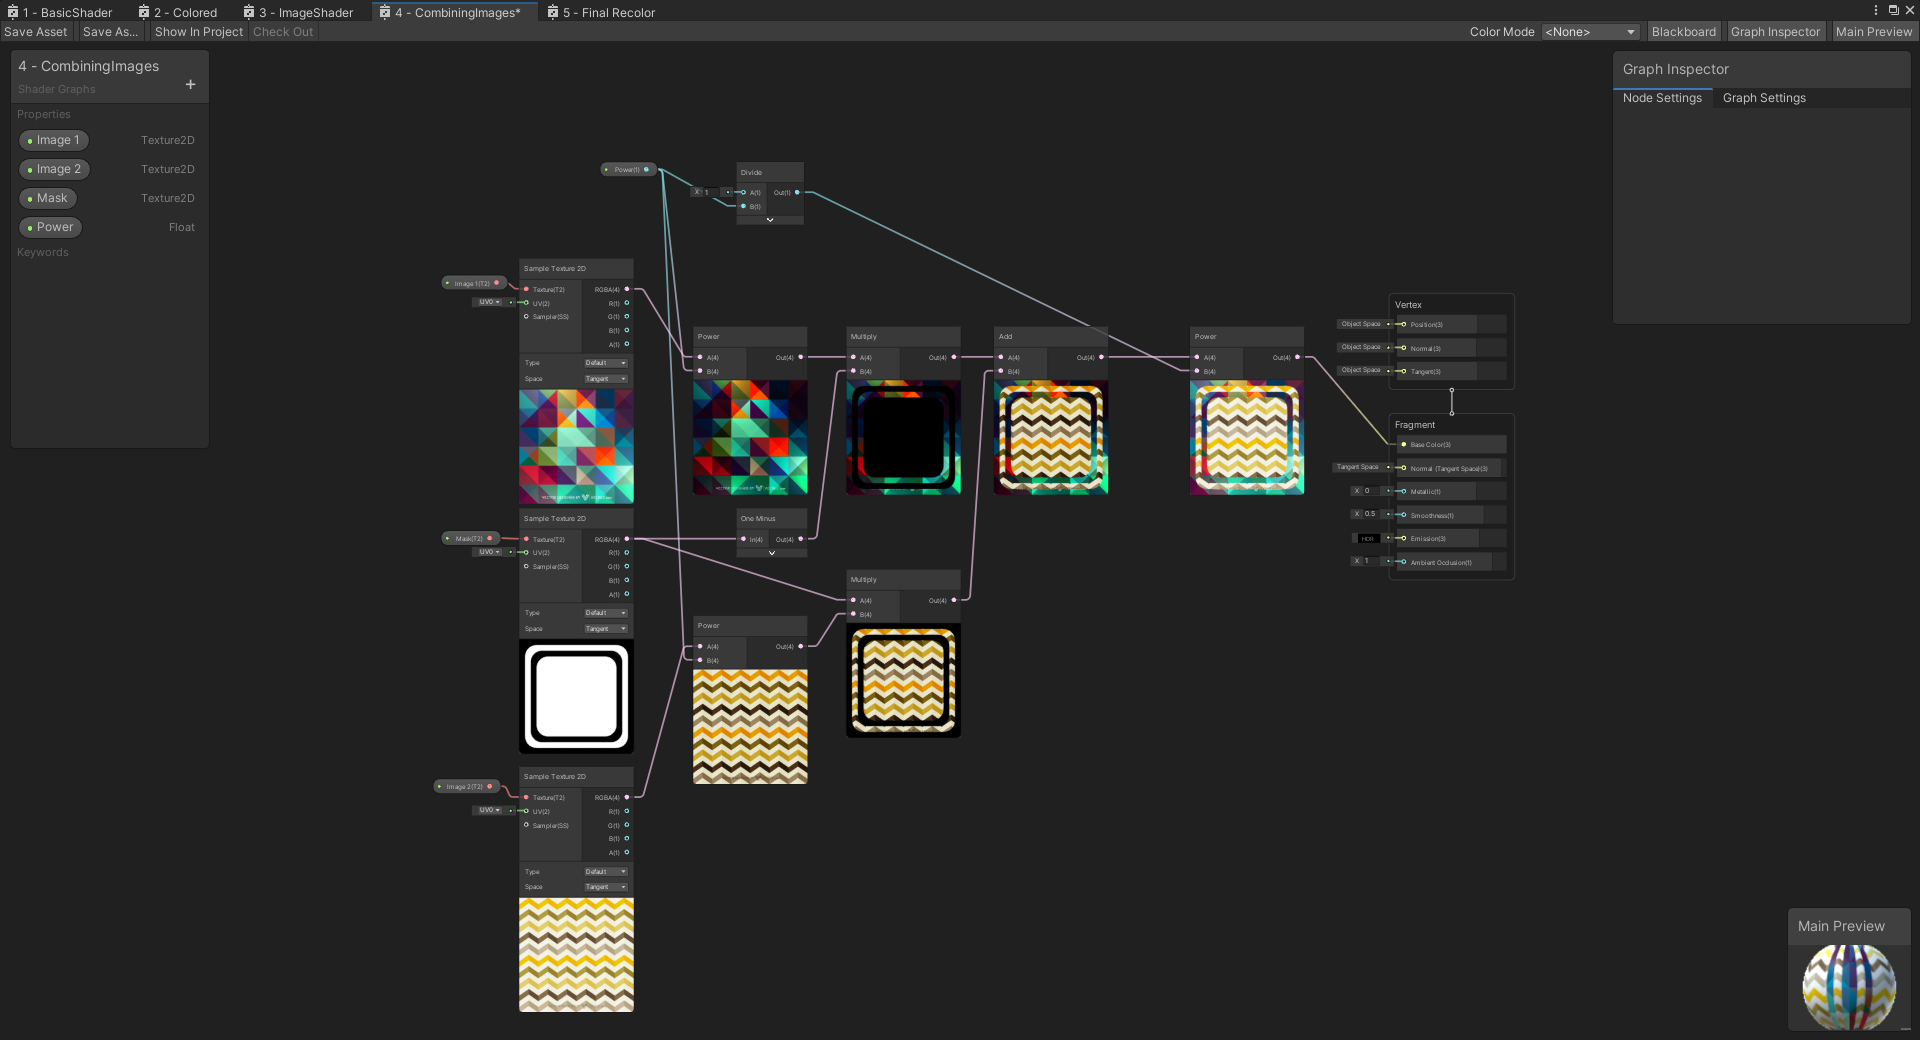 1 - BasicShader
2 - Colored
3 - ImageShader
4 - CombiningImages*
5 - Final Recolor
Save Asset
Save As...
Show In Project
Check Out
Color Mode
<None>
Blackboard
Graph Inspector
Main Preview
4 - CombiningImages
Shader Graphs
+
Properties
Image 1
Texture2D
Image 2
Texture2D
Mask
Texture2D
Power
Float
Keywords
Graph Inspector
Node Settings
Graph Settings
Power(1)
Divide
X 1
A(1)
Out(1)
B(1)
Image 1(T2)
UV0
Sample Texture 2D
Texture(T2)
RGBA(4)
UV(2)
R(1)
Sampler(SS)
G(1)
B(1)
A(1)
Type
Default
Space
Tangent
Power
A(4)
Out(4)
B(4)
Multiply
A(4)
Out(4)
B(4)
Add
A(4)
Out(4)
B(4)
Power
A(4)
Out(4)
B(4)
Vertex
Object Space
Position(3)
Object Space
Normal(3)
Object Space
Tangent(3)
Fragment
Base Color(3)
Tangent Space
Normal (Tangent Space)(3)
X 0
Metallic(1)
X 0.5
Smoothness(1)
HDR
Emission(3)
X 1
Ambient Occlusion(1)
Mask(T2)
UV0
Sample Texture 2D
Texture(T2)
RGBA(4)
UV(2)
R(1)
Sampler(SS)
G(1)
B(1)
A(1)
Type
Default
Space
Tangent
One Minus
In(4)
Out(4)
Multiply
A(4)
Out(4)
B(4)
Power
A(4)
Out(4)
B(4)
Image 2(T2)
UV0
Sample Texture 2D
Texture(T2)
RGBA(4)
UV(2)
R(1)
Sampler(SS)
G(1)
B(1)
A(1)
Type
Default
Space
Tangent
Main Preview